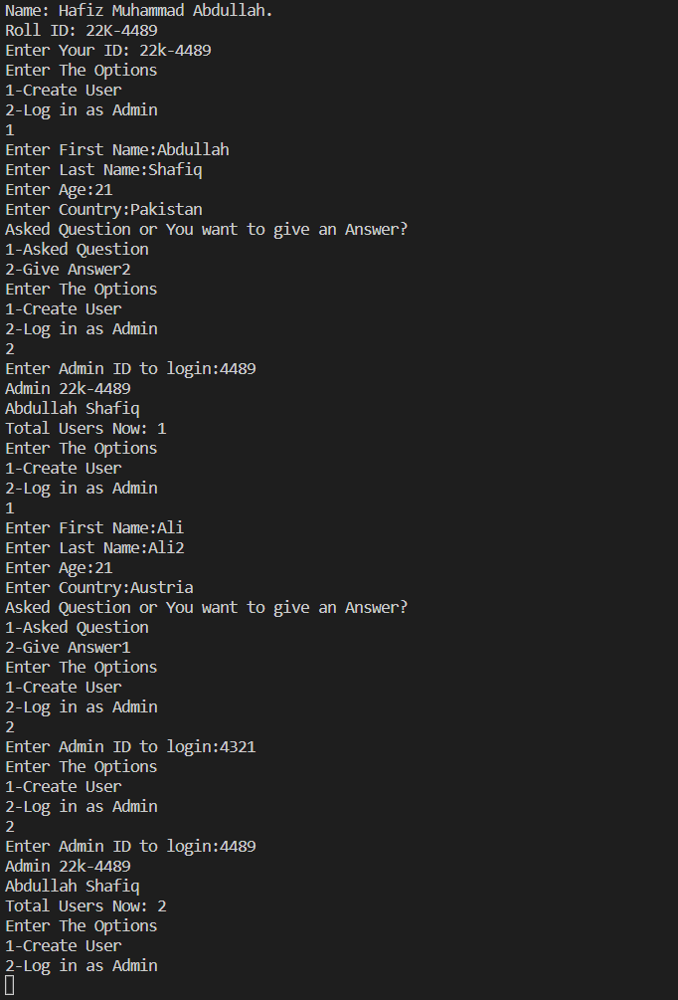 Name: Hafiz Muhammad Abdullah.
Roll ID: 22K-4489
Enter Your ID: 22k-4489
Enter The Options
1-Create User
2-Log in as Admin
1
Enter First Name:Abdullah
Enter Last Name:Shafiq
Enter Age:21
Enter Country:Pakistan
Asked Question or You want to give an Answer?
1-Asked Question
2-Give Answer2
Enter The Options
1-Create User
2-Log in as Admin
2
Enter Admin ID to login:4489
Admin 22k-4489
Abdullah Shafiq
Total Users Now: 1
Enter The Options
1-Create User
2-Log in as Admin
1
Enter First Name:Ali
Enter Last Name:Ali2
Enter Age:21
Enter Country:Austria
Asked Question or You want to give an Answer?
1-Asked Question
2-Give Answer1
Enter The Options
1-Create User
2-Log in as Admin
2
Enter Admin ID to login:4321
Enter The Options
1-Create User
2-Log in as Admin
2
Enter Admin ID to login:4489
Admin 22k-4489
Abdullah Shafiq
Total Users Now: 2
Enter The Options
1-Create User
2-Log in as Admin